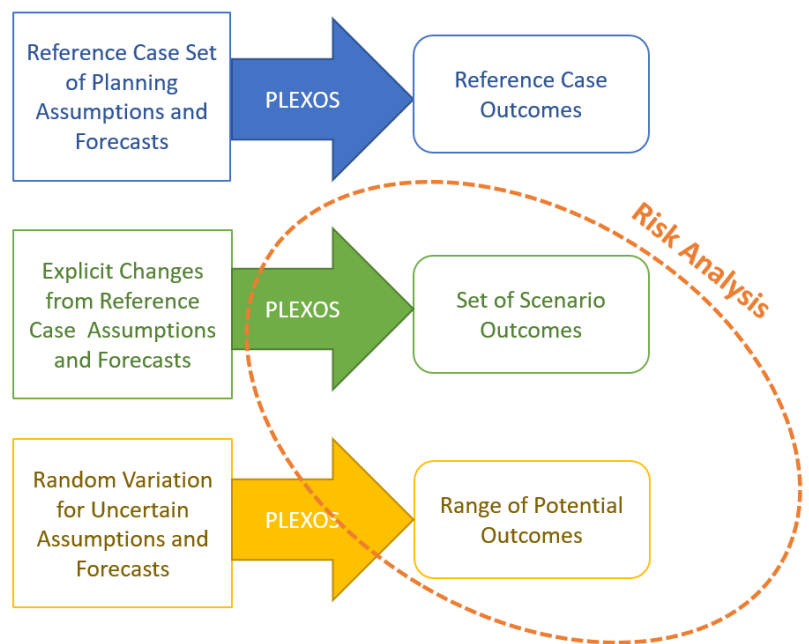 Reference Case Set
of Planning
Assumptions and
Forecasts
PLEXOS
Reference Case
Outcomes
Risk Analysis
Explicit Changes
from Reference
Case Assumptions
and Forecasts
PLEXOS
Set of Scenario
Outcomes
Random Variation
for Uncertain
Assumptions and
Forecasts
PLEXOS
Range of Potential
Outcomes